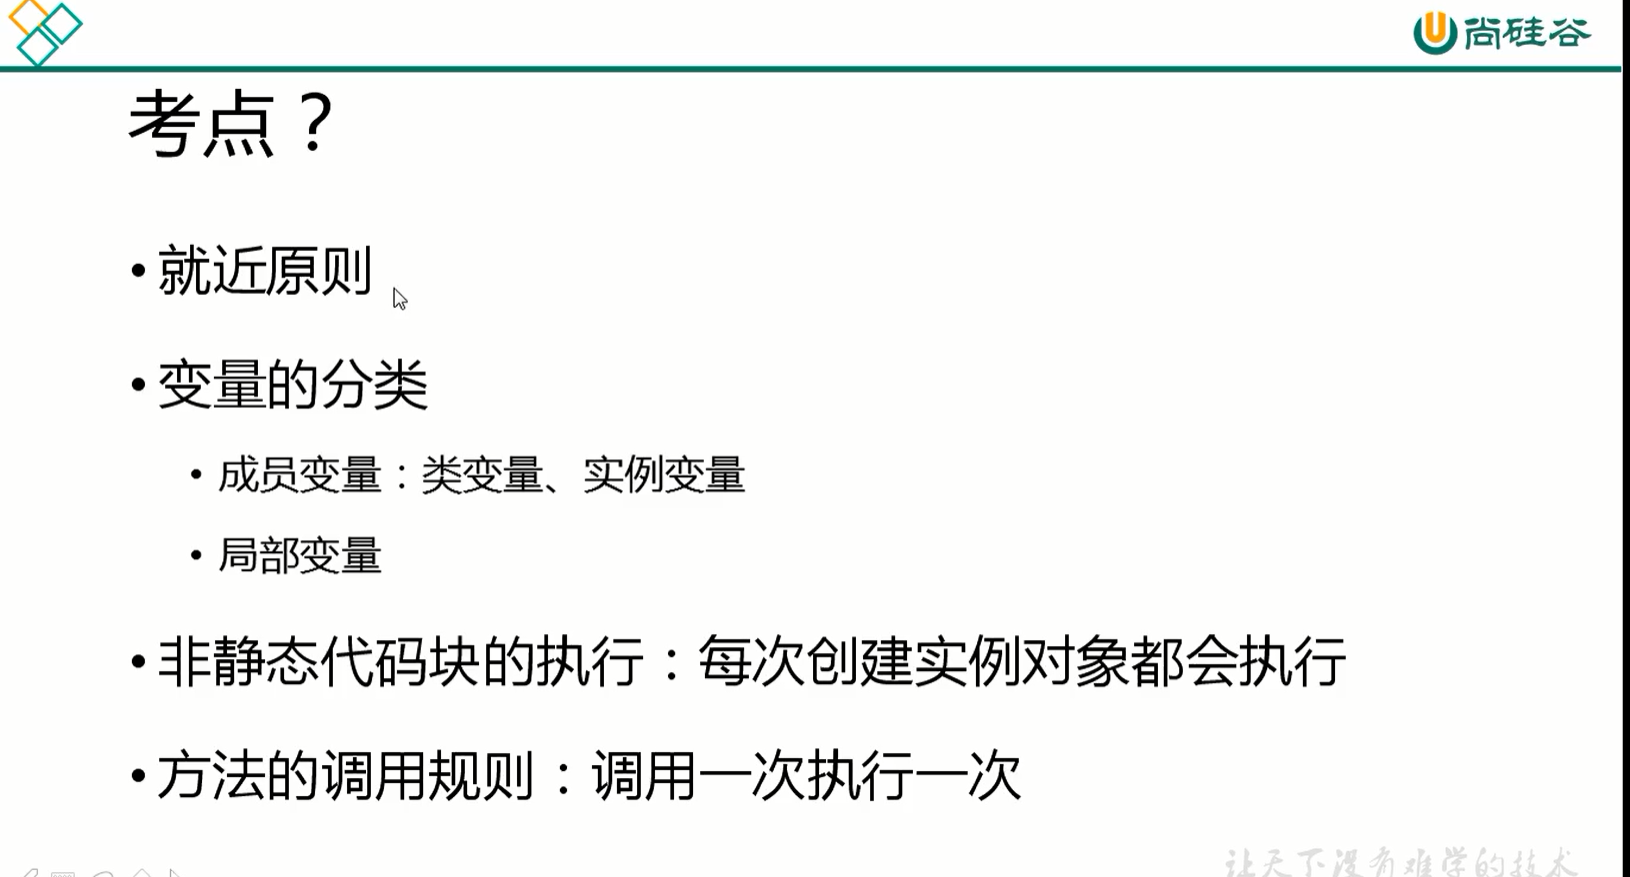 尚硅谷
考点？
• 就近原则
• 变量的分类
• 成员变量：类变量、实例变量
• 局部变量
• 非静态代码块的执行：每次创建实例对象都会执行
• 方法的调用规则：调用一次执行一次
让天下没有难学的技术